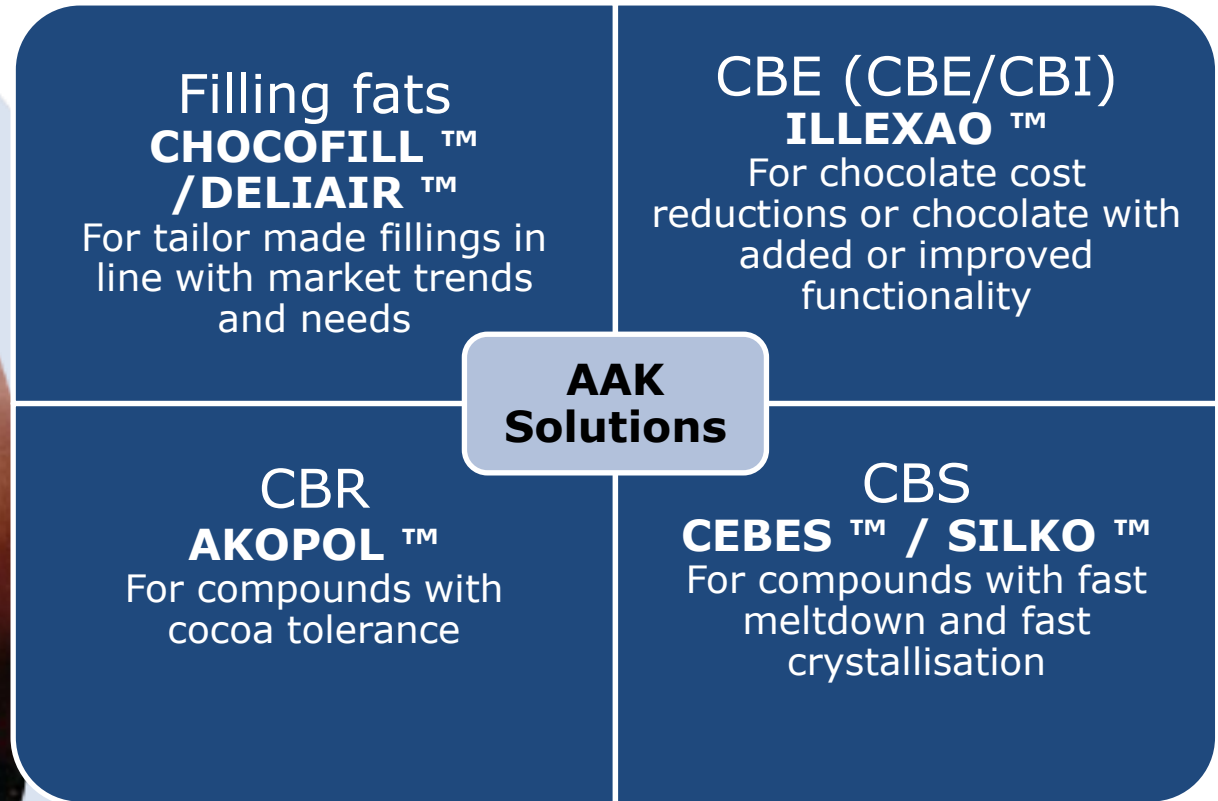 Filling fats
CHOCOFILL ™
/DELIAIR ™
For tailor made fillings in
line with market trends
and needs
CBE (CBE/CBI)
ILLEXAO ™
For chocolate cost
reductions or chocolate with
added or improved
functionality
AAK
Solutions
CBR
AKOPOL ™
For compounds with
cocoa tolerance
CBS
CEBES ™ / SILKO ™
For compounds with fast
meltdown and fast
crystallisation